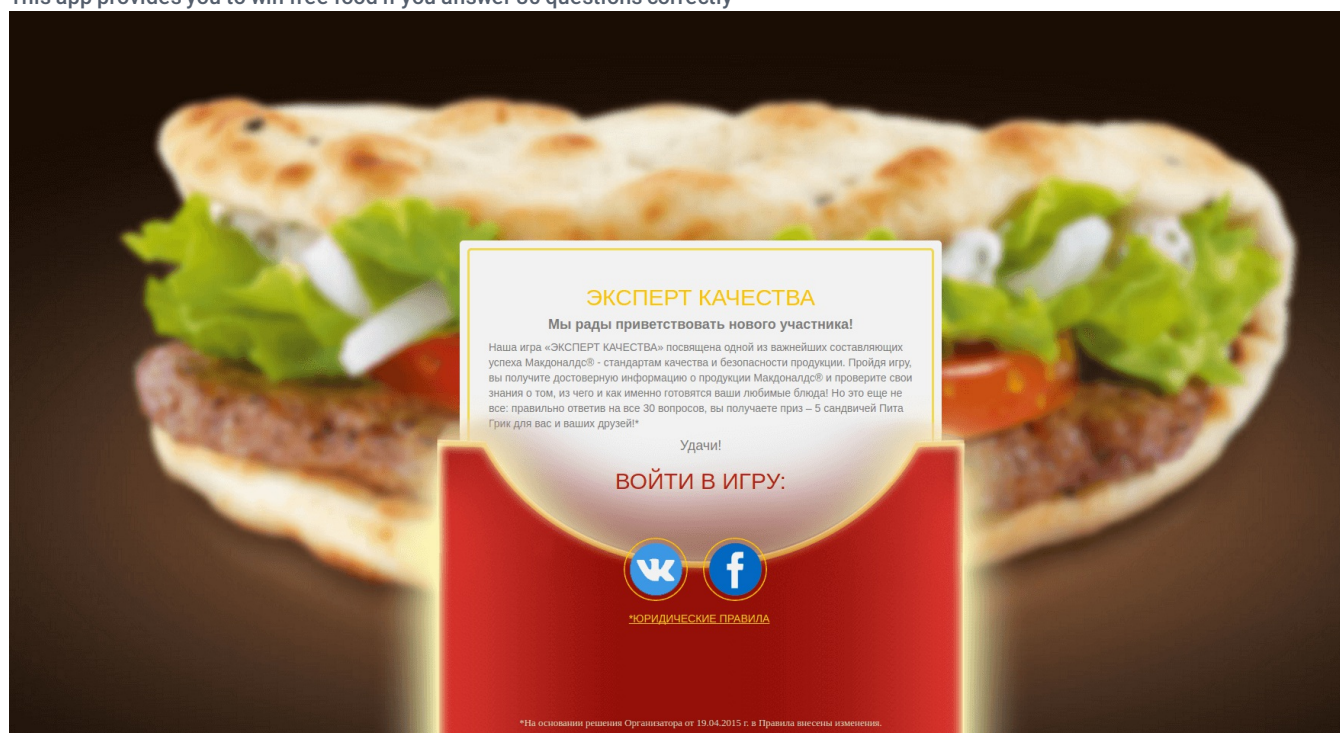 This app provides you to win free food if you answer 30 questions correctly
ЭКСПЕРТ КАЧЕСТВА
Мы рады приветствовать нового участника!
Наша игра «ЭКСПЕРТ КАЧЕСТВА» посвящена одной из важнейших составляющих
успеха Макдоналдс® - стандартам качества и безопасности продукции. Пройдя игру,
вы получите достоверную информацию о продукции Макдоналдс® и проверите свои
знания о том, из чего и как именно готовятся ваши любимые блюда! Но это еще не
все: правильно ответив на все 30 вопросов, вы получаете приз – 5 сандвичей Пита
Грик для вас и ваших друзей!*
Удачи!
ВОЙТИ В ИГРУ:
*ЮРИДИЧЕСКИЕ ПРАВИЛА
*На основании решения Организатора от 19.04.2015 г. в Правила внесены изменения.